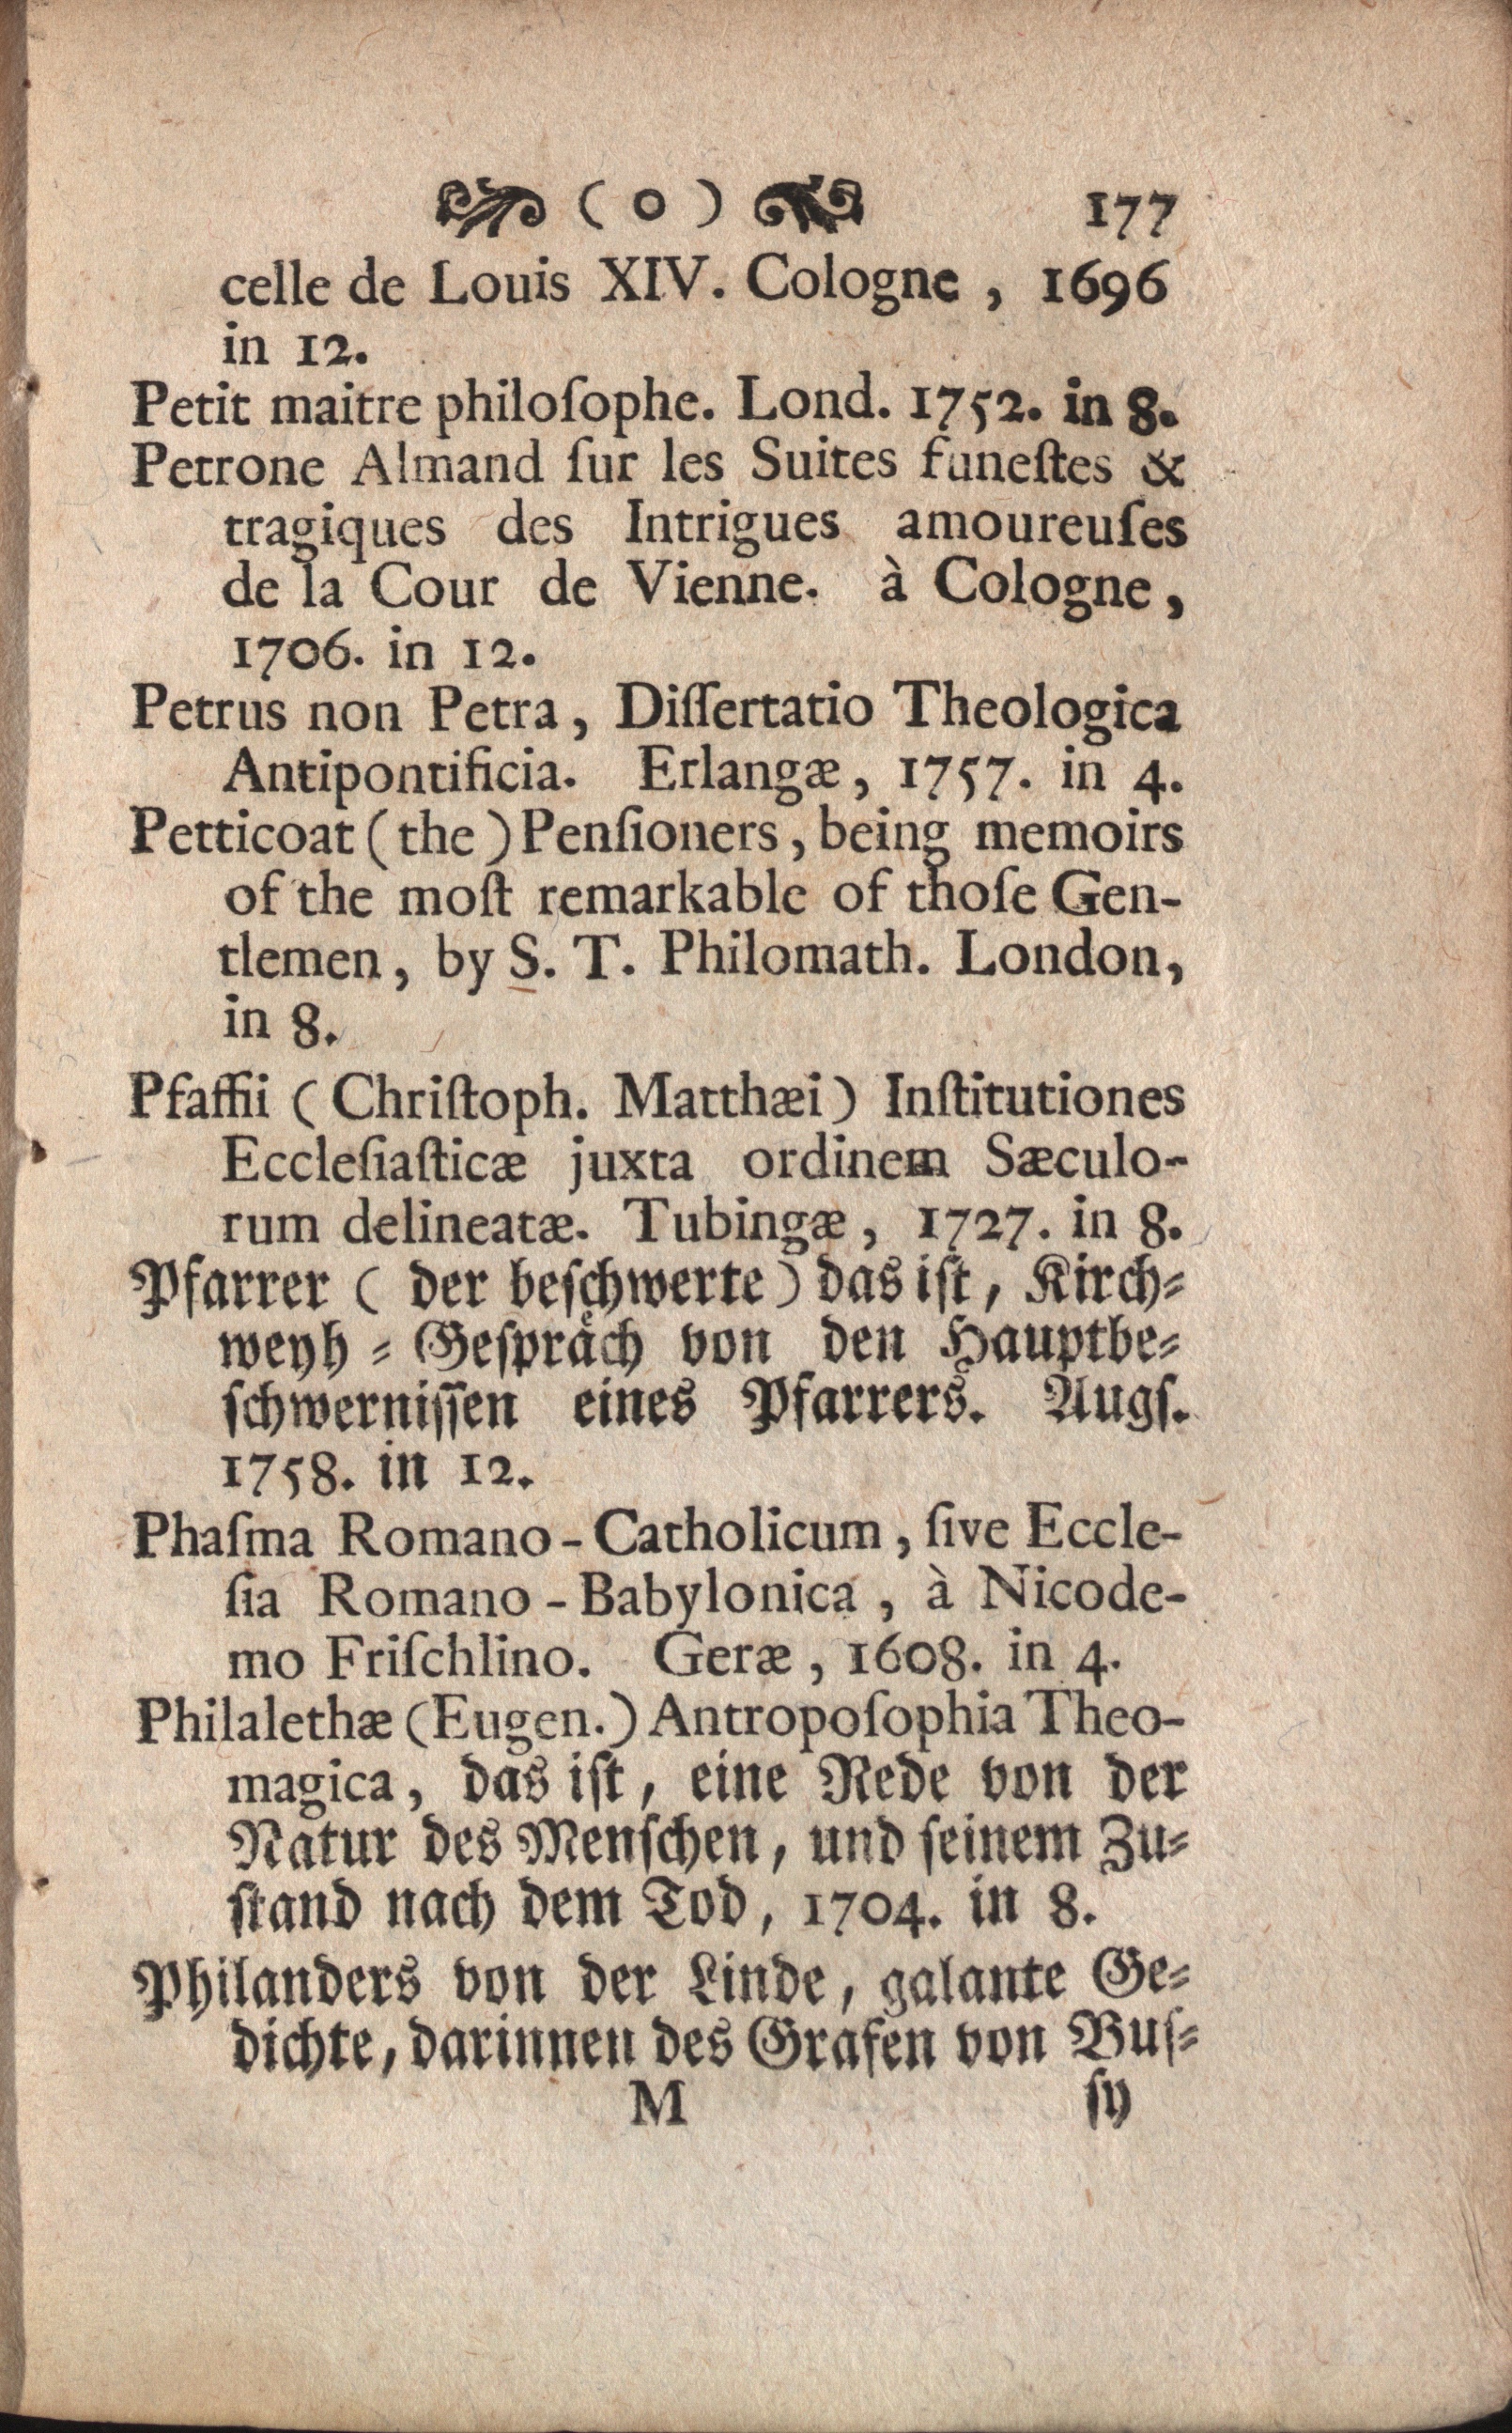 ( o ) 177
celle de Louis XIV. Cologne, 1696
in 12.
Petit maitre philoſophe. Lond. 1752. in 8.
Petrone Almand ſur les Suites funeſtes &
tragiques des Intrigues amoureuſes
de la Cour de Vienne. à Cologne,
1706. in 12.
Petrus non Petra, Diſſertatio Theologica
Antipontificia. Erlangæ, 1757. in 4.
Petticoat (the) Penſioners, being memoirs
of the moſt remarkable of thoſe Gen-
tlemen, by S. T. Philomath. London,
in 8.
Pfaffii (Chriſtoph. Matthæi) Inſtitutiones
Eccleſiaſticæ juxta ordinem Sæculo-
rum delineatæ. Tubingæ, 1727. in 8.
Pfarrer (der beſchwerte) das iſt, Kirch-
weyh-Geſpräch von den Hauptbe-
ſchwerniſſen eines Pfarrers. Augſ.
1758. in 12.
Phaſma Romano-Catholicum, ſive Eccle-
ſia Romano-Babylonica, à Nicode-
mo Friſchlino. Geræ, 1608. in 4.
Philalethæ (Eugen.) Antropoſophia Theo-
magica, das iſt, eine Rede von der
Natur des Menſchen, und ſeinem Zu-
ſtand nach dem Tod, 1704. in 8.
Philanders von der Linde, galante Ge-
dichte, darinnen des Grafen von Buſ-
M ſy